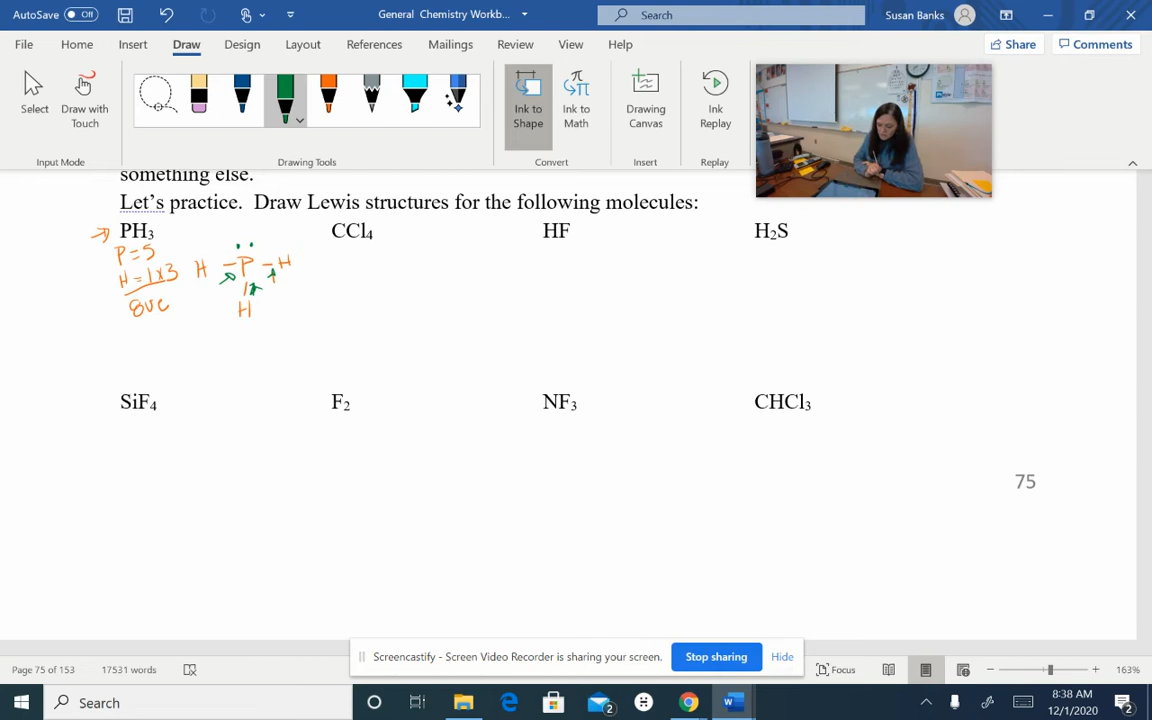 AutoSave Off General Chemistry Workb... Search Susan Banks
File Home Insert Draw Design Layout References Mailings Review View Help Share Comments
Select Draw with Touch Ink to Shape Ink to Math Drawing Canvas Ink Replay
Input Mode Drawing Tools Convert Insert Replay
something else.
Let's practice. Draw Lewis structures for the following molecules:
PH₃ CCl₄ HF H₂S
P = 5
H = 1x3 H - P - H
8ve H
SiF₄ F₂ NF₃ CHCl₃
75
Screencastify - Screen Video Recorder is sharing your screen. Stop sharing Hide
Page 75 of 153 17531 words Focus 163%
Search 2 8:38 AM
12/1/2020 2